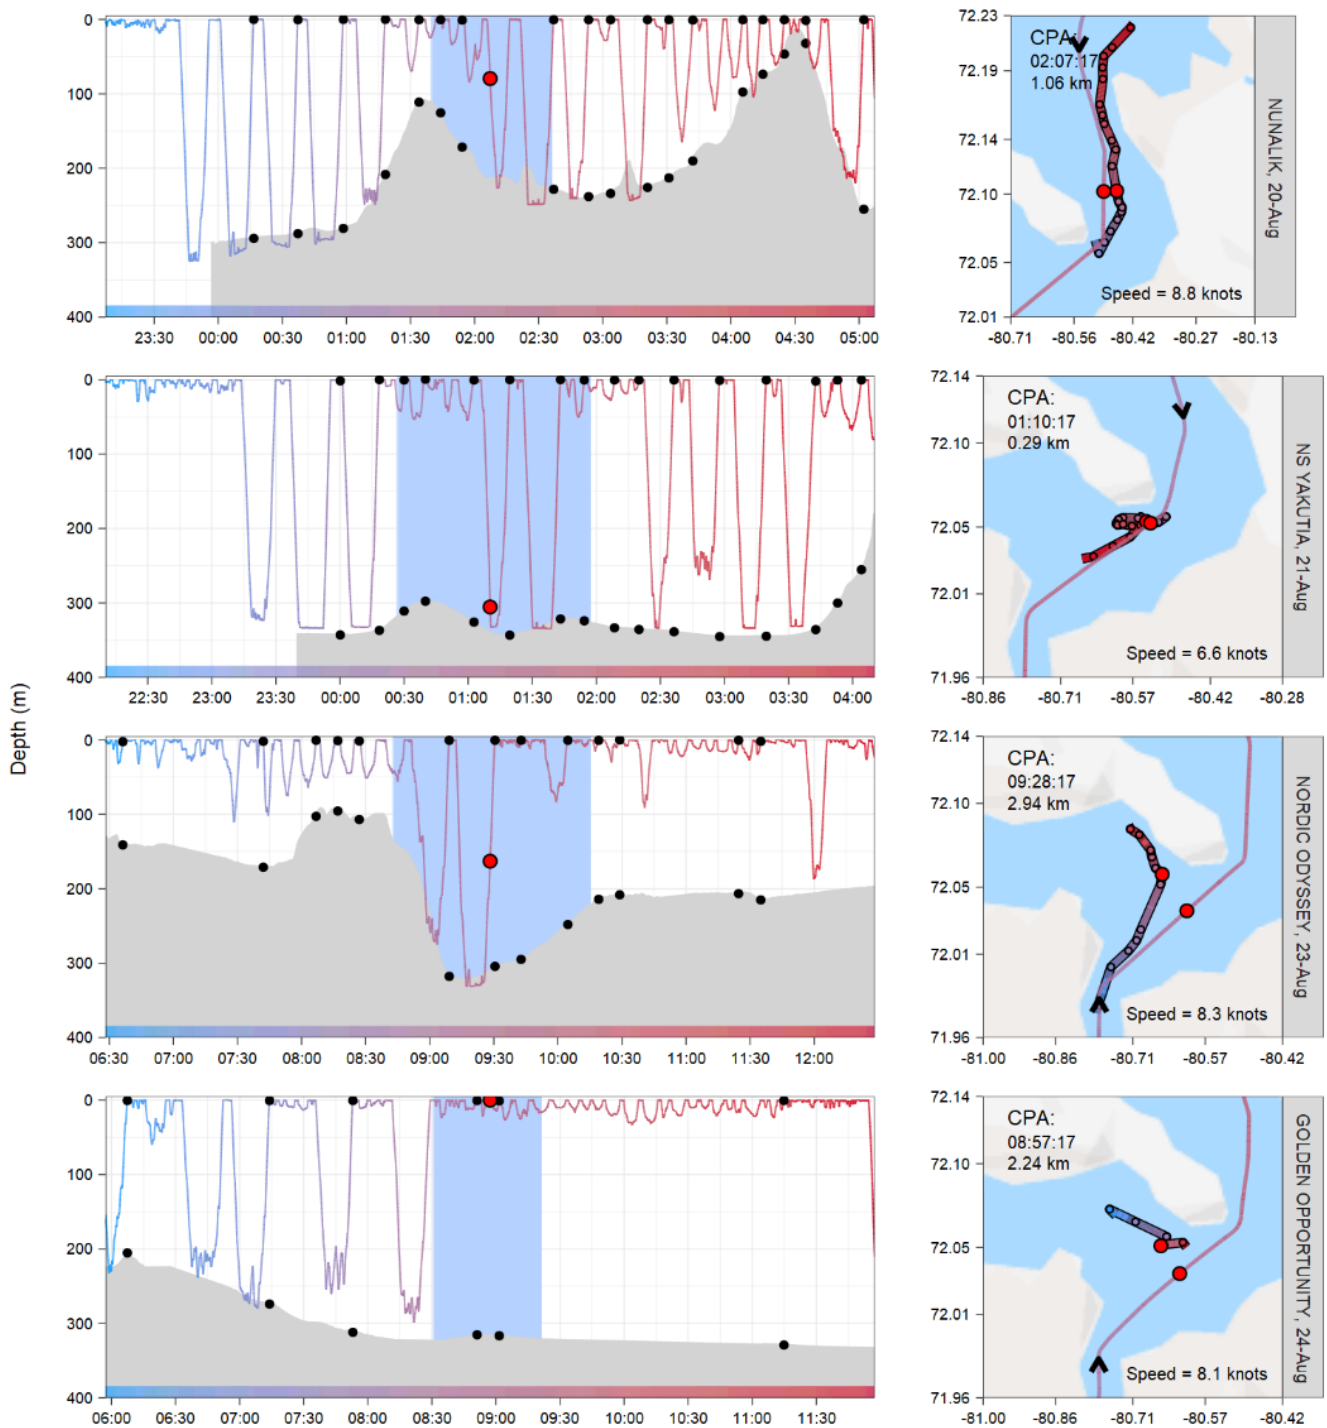 Depth (m)
0
100
200
300
400
23:30 00:00 00:30 01:00 01:30 02:00 02:30 03:00 03:30 04:00 04:30 05:00
72.23
72.19
72.14
72.10
72.05
72.01
CPA:
02:07:17
1.06 km
Speed = 8.8 knots
-80.71 -80.56 -80.42 -80.27 -80.13
NUNALIK, 20-Aug
0
100
200
300
400
22:30 23:00 23:30 00:00 00:30 01:00 01:30 02:00 02:30 03:00 03:30 04:00
72.14
72.10
72.05
72.01
71.96
CPA:
01:10:17
0.29 km
Speed = 6.6 knots
-80.86 -80.71 -80.57 -80.42 -80.28
NS YAKUTIA, 21-Aug
0
100
200
300
400
06:30 07:00 07:30 08:00 08:30 09:00 09:30 10:00 10:30 11:00 11:30 12:00
72.14
72.10
72.05
72.01
71.96
CPA:
09:28:17
2.94 km
Speed = 8.3 knots
-81.00 -80.86 -80.71 -80.57 -80.42
NORDIC ODYSSEY, 23-Aug
0
100
200
300
400
06:00 06:30 07:00 07:30 08:00 08:30 09:00 09:30 10:00 10:30 11:00 11:30
72.14
72.10
72.05
72.01
71.96
CPA:
08:57:17
2.24 km
Speed = 8.1 knots
-81.00 -80.86 -80.71 -80.57 -80.42
GOLDEN OPPORTUNITY, 24-Aug